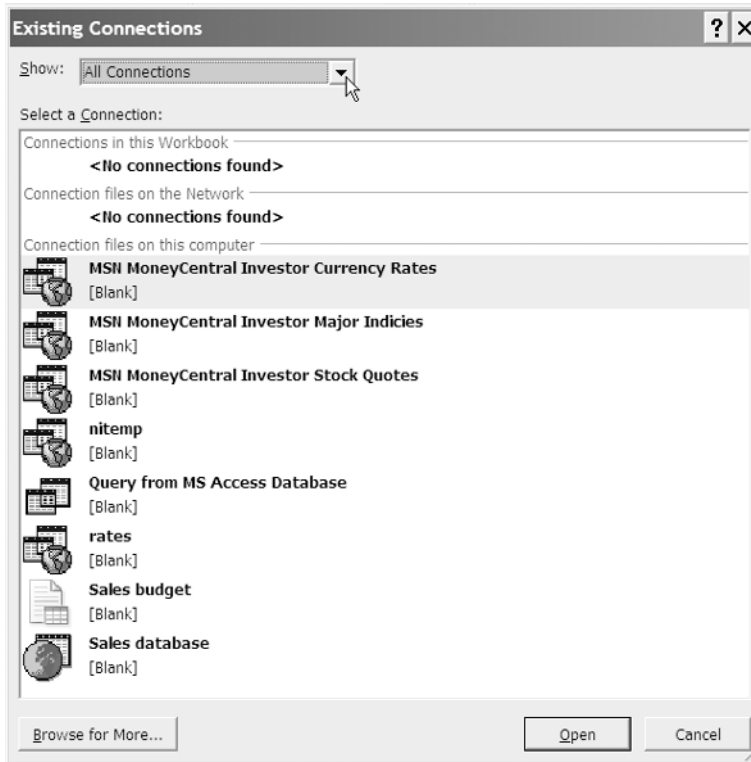 Existing Connections
Show: All Connections
Select a Connection:
Connections in this Workbook
<No connections found>
Connection files on the Network
<No connections found>
Connection files on this computer
MSN MoneyCentral Investor Currency Rates
[Blank]
MSN MoneyCentral Investor Major Indicies
[Blank]
MSN MoneyCentral Investor Stock Quotes
[Blank]
nitemp
[Blank]
Query from MS Access Database
[Blank]
rates
[Blank]
Sales budget
[Blank]
Sales database
[Blank]
Browse for More... Open Cancel